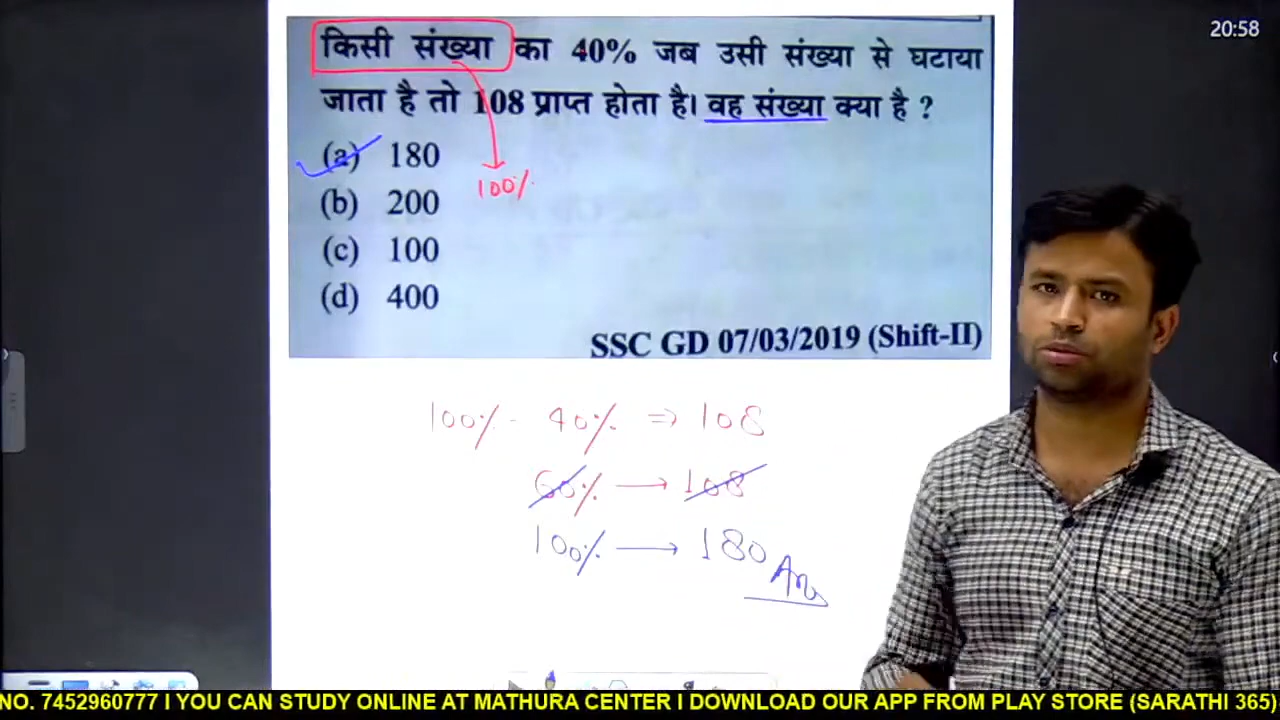 20:58
किसी संख्या का 40% जब उसी संख्या से घटाया
जाता है तो 108 प्राप्त होता है। वह संख्या क्या है ?
(a) 180
100%
(b) 200
(c) 100
(d) 400
SSC GD 07/03/2019 (Shift-II)
100% - 40% ⇒ 108
60% → 108
100% → 180 Ans
NO. 7452960777 I YOU CAN STUDY ONLINE AT MATHURA CENTER I DOWNLOAD OUR APP FROM PLAY STORE (SARATHI 365)